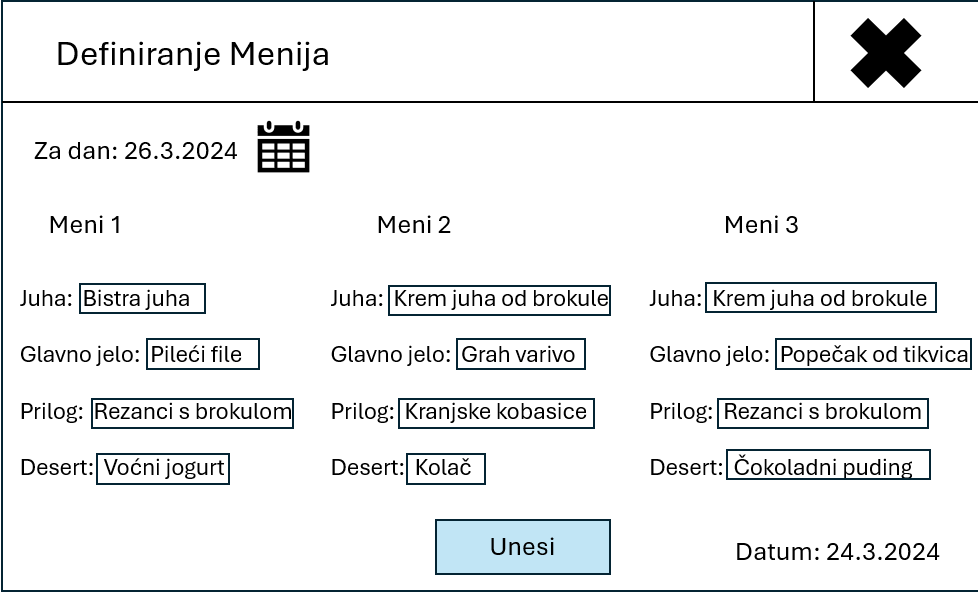 Definiranje Menija
Za dan: 26.3.2024
Meni 1 Meni 2 Meni 3
Juha: Bistra juha Juha: Krem juha od brokule Juha: Krem juha od brokule
Glavno jelo: Pileći file Glavno jelo: Grah varivo Glavno jelo: Popečak od tikvica
Prilog: Rezanci s brokulom Prilog: Kranjske kobasice Prilog: Rezanci s brokulom
Desert: Voćni jogurt Desert: Kolač Desert: Čokoladni puding
Unesi Datum: 24.3.2024